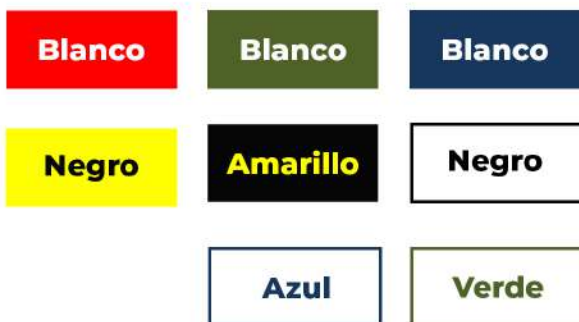 Blanco
Blanco
Blanco
Negro
Amarillo
Negro
Azul
Verde